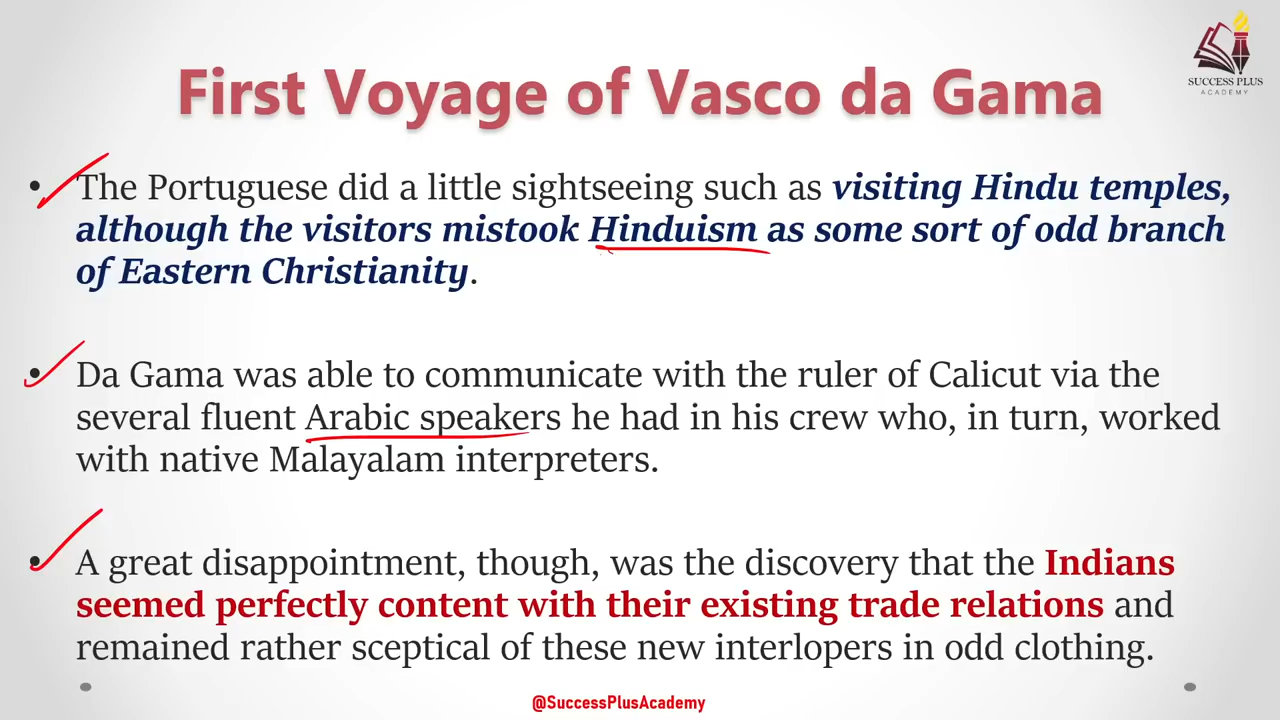 SUCCESS PLUS
ACADEMY
First Voyage of Vasco da Gama
• The Portuguese did a little sightseeing such as visiting Hindu temples,
although the visitors mistook Hinduism as some sort of odd branch
of Eastern Christianity.
• Da Gama was able to communicate with the ruler of Calicut via the
several fluent Arabic speakers he had in his crew who, in turn, worked
with native Malayalam interpreters.
• A great disappointment, though, was the discovery that the Indians
seemed perfectly content with their existing trade relations and
remained rather sceptical of these new interlopers in odd clothing.
@SuccessPlusAcademy